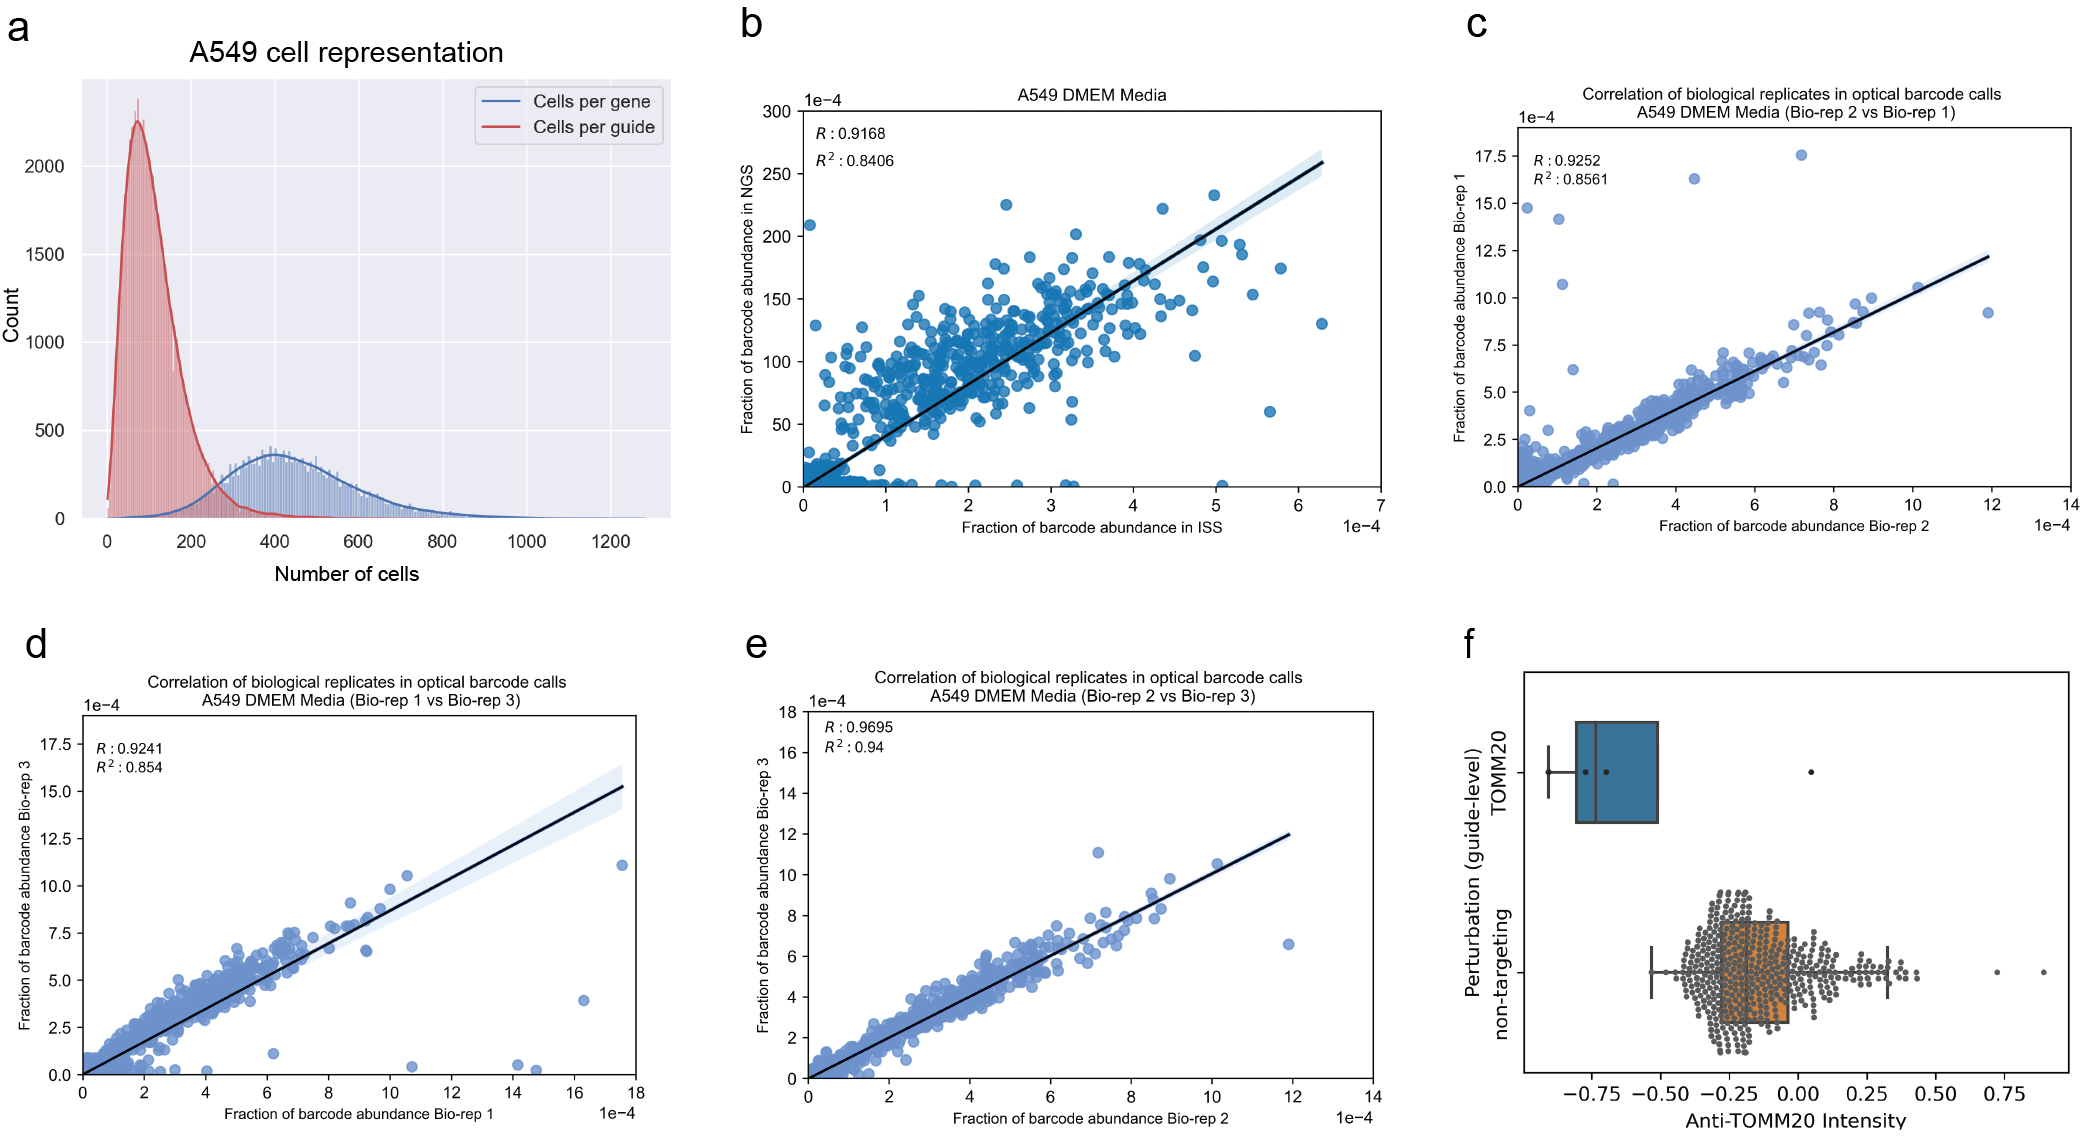 a
A549 cell representation
Cells per gene
Cells per guide
2000
1500
1000
500
0
Count
0 200 400 600 800 1000 1200
Number of cells
b
A549 DMEM Media
1e−4
R : 0.9168
R² : 0.8406
300
250
200
150
100
50
0
Fraction of barcode abundance in NGS
0 1 2 3 4 5 6 7
Fraction of barcode abundance in ISS
1e−4
c
Correlation of biological replicates in optical barcode calls
A549 DMEM Media (Bio-rep 2 vs Bio-rep 1)
1e−4
R : 0.9252
R² : 0.8561
17.5
15.0
12.5
10.0
7.5
5.0
2.5
0.0
Fraction of barcode abundance Bio-rep 1
0 2 4 6 8 10 12 14
Fraction of barcode abundance Bio-rep 2
1e−4
d
Correlation of biological replicates in optical barcode calls
A549 DMEM Media (Bio-rep 1 vs Bio-rep 3)
1e−4
R : 0.9241
R² : 0.854
17.5
15.0
12.5
10.0
7.5
5.0
2.5
0.0
Fraction of barcode abundance Bio-rep 3
0 2 4 6 8 10 12 14 16 18
Fraction of barcode abundance Bio-rep 1
1e−4
e
Correlation of biological replicates in optical barcode calls
A549 DMEM Media (Bio-rep 2 vs Bio-rep 3)
1e−4
R : 0.9695
R² : 0.94
18
16
14
12
10
8
6
4
2
0
Fraction of barcode abundance Bio-rep 3
0 2 4 6 8 10 12 14
Fraction of barcode abundance Bio-rep 2
1e−4
f
Perturbation (guide-level)
TOMM20
non-targeting
−0.75 −0.50 −0.25 0.00 0.25 0.50 0.75
Anti-TOMM20 Intensity